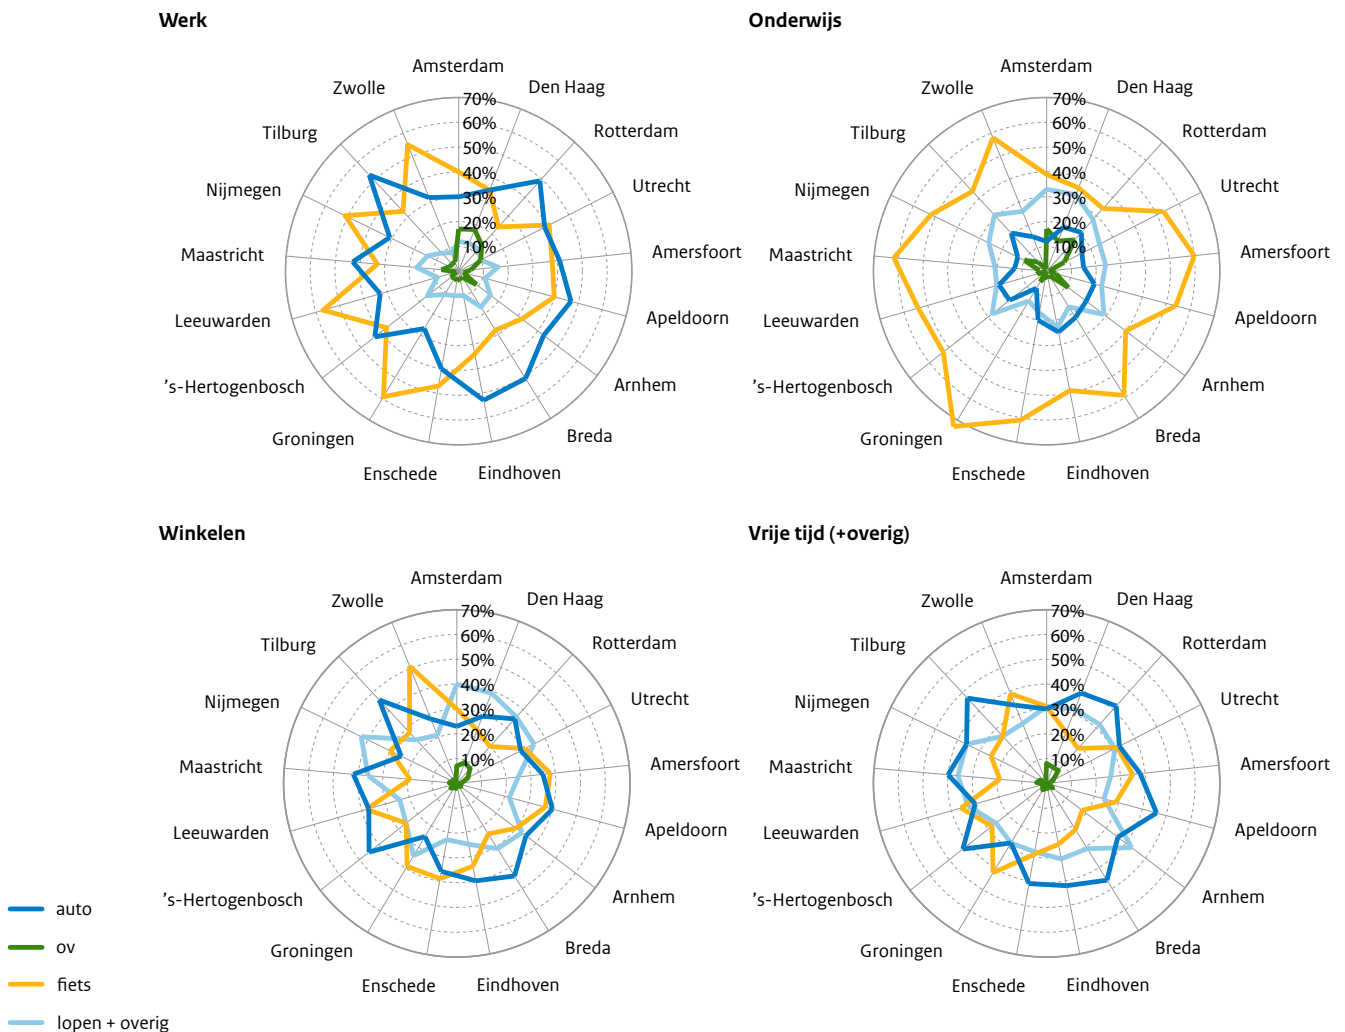 Werk
Amsterdam
Den Haag
Rotterdam
Utrecht
Amersfoort
Apeldoorn
Arnhem
Breda
Eindhoven
Enschede
Groningen
's-Hertogenbosch
Leeuwarden
Maastricht
Nijmegen
Tilburg
Zwolle
70%
60%
50%
40%
30%
20%
10%
Onderwijs
Amsterdam
Den Haag
Rotterdam
Utrecht
Amersfoort
Apeldoorn
Arnhem
Breda
Eindhoven
Enschede
Groningen
's-Hertogenbosch
Leeuwarden
Maastricht
Nijmegen
Tilburg
Zwolle
70%
60%
50%
40%
30%
20%
10%
Winkelen
Amsterdam
Den Haag
Rotterdam
Utrecht
Amersfoort
Apeldoorn
Arnhem
Breda
Eindhoven
Enschede
Groningen
's-Hertogenbosch
Leeuwarden
Maastricht
Nijmegen
Tilburg
Zwolle
70%
60%
50%
40%
30%
20%
10%
Vrije tijd (+overig)
Amsterdam
Den Haag
Rotterdam
Utrecht
Amersfoort
Apeldoorn
Arnhem
Breda
Eindhoven
Enschede
Groningen
's-Hertogenbosch
Leeuwarden
Maastricht
Nijmegen
Tilburg
Zwolle
70%
60%
50%
40%
30%
20%
10%
auto
ov
fiets
lopen + overig